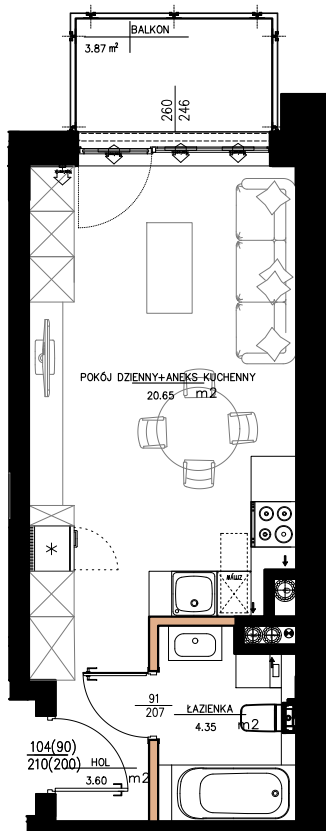 BALKON
3.87 m²
260
246
POKÓJ DZIENNY+ANEKS KUCHENNY
20.65 m2
91
207
ŁAZIENKA
4.35 m2
104(90)
210(200)
HOL
3.60 m2